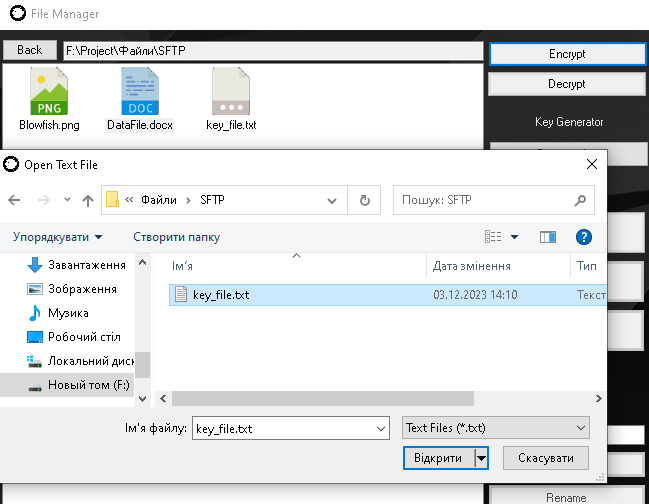 File Manager
Back
F:\Project\Файли\SFTP
Encrypt
Decrypt
PNG
DOC
Blowfish.png
DataFile.docx
key_file.txt
Key Generator
Open Text File
« Файли › SFTP
Пошук: SFTP
Упорядкувати
Створити папку
Завантаження
Зображення
Музика
Робочий стіл
Локальний диск
Новый том (F:)
Ім'я
Дата змінення
Тип
key_file.txt
03.12.2023 14:10
Текст
Ім'я файлу:
key_file.txt
Text Files (*.txt)
Відкрити
Скасувати
Rename